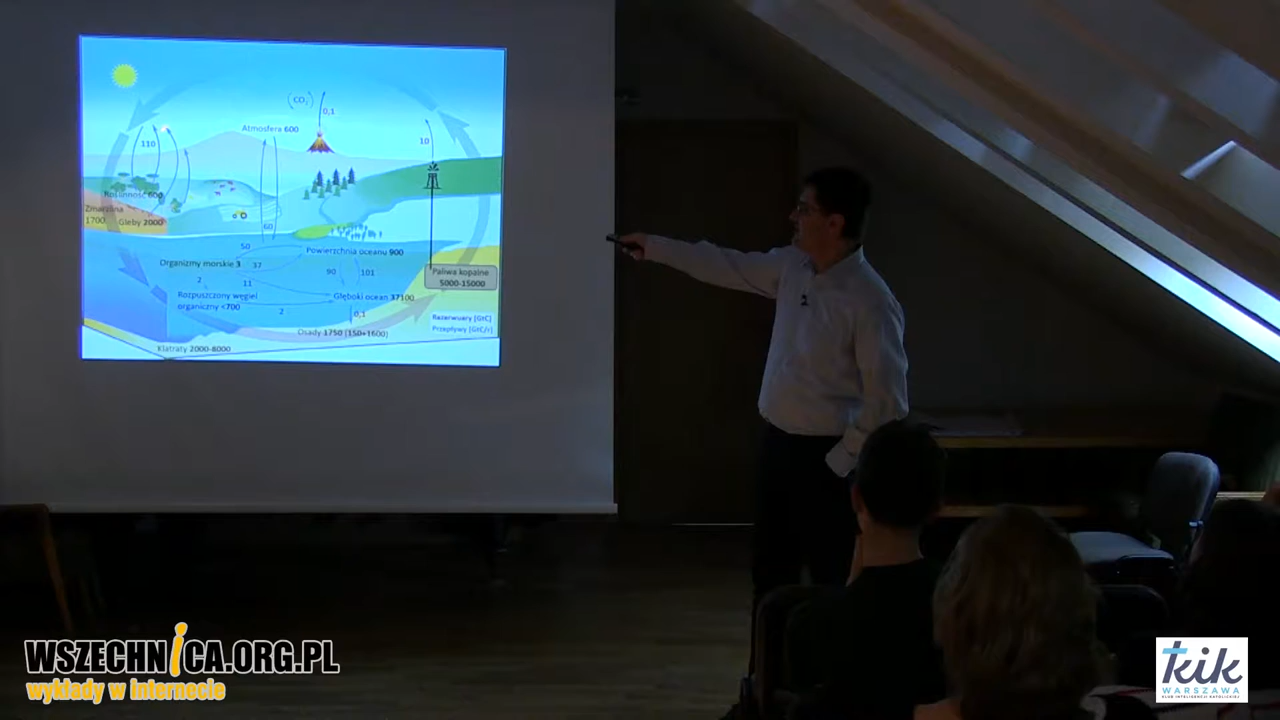 (CO₂)
0,1
Atmosfera 600
110
10
Roślinność 600
Zmarzlina
1700
Gleby 2000
60
50
Powierzchnia oceanu 900
Organizmy morskie 3
37
90
101
Paliwa kopalne
5000-15000
2
11
Rozpuszczony węgiel
organiczny <700
Głęboki ocean 37100
2
0,1
Rezerwuary [GtC]
Przepływy [GtC/r]
Osady 1750 (150+1600)
Klatraty 2000-8000
WSZECHNICA.ORG.PL
wykłady w internecie
kik
WARSZAWA
KLUB INTELIGENCJI KATOLICKIEJ